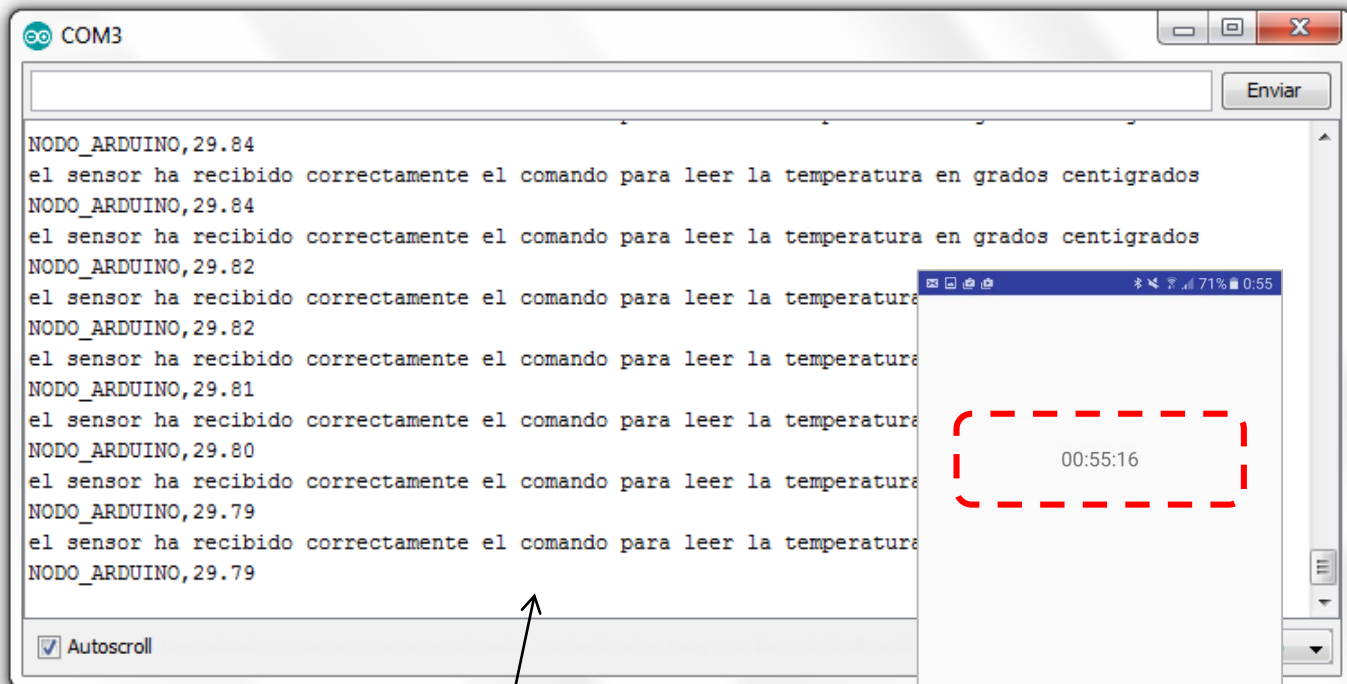 COM3
Enviar
NODO_ARDUINO,29.84
el sensor ha recibido correctamente el comando para leer la temperatura en grados centigrados
NODO_ARDUINO,29.84
el sensor ha recibido correctamente el comando para leer la temperatura en grados centigrados
NODO_ARDUINO,29.82
el sensor ha recibido correctamente el comando para leer la temperatura
NODO_ARDUINO,29.82
el sensor ha recibido correctamente el comando para leer la temperatura
NODO_ARDUINO,29.81
el sensor ha recibido correctamente el comando para leer la temperatura
NODO_ARDUINO,29.80
el sensor ha recibido correctamente el comando para leer la temperatura
NODO_ARDUINO,29.79
el sensor ha recibido correctamente el comando para leer la temperatura
NODO_ARDUINO,29.79
Autoscroll
71% 0:55
00:55:16